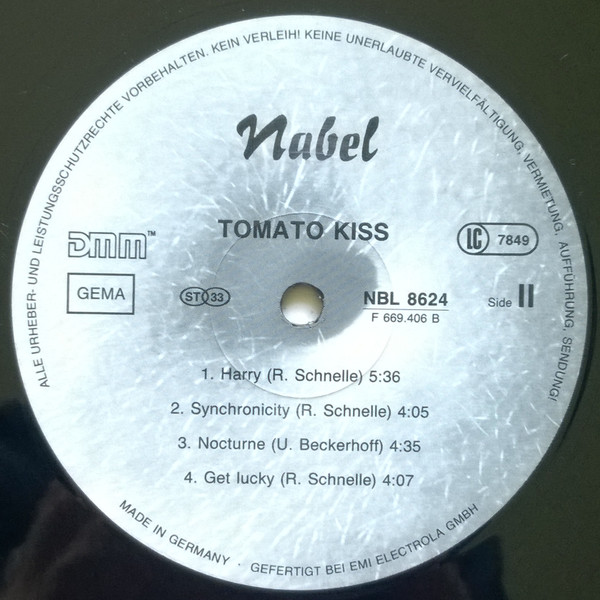 ALLE URHEBER- UND LEISTUNGSSCHUTZRECHTE VORBEHALTEN. KEIN VERLEIH! KEINE UNERLAUBTE VERVIELFÄLTIGUNG, VERMIETUNG, AUFFÜHRUNG, SENDUNG!
Nabel
TOMATO KISS
DMM™
LC 7849
GEMA
ST 33
NBL 8624
F 669.406 B
Side II
1. Harry (R. Schnelle) 5:36
2. Synchronicity (R. Schnelle) 4:05
3. Nocturne (U. Beckerhoff) 4:35
4. Get lucky (R. Schnelle) 4:07
MADE IN GERMANY · GEFERTIGT BEI EMI ELECTROLA GMBH